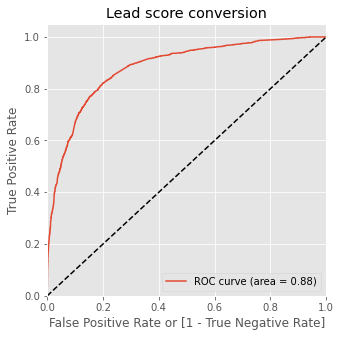 Lead score conversion
True Positive Rate
1.0
0.8
0.6
0.4
0.2
0.0
ROC curve (area = 0.88)
0.0 0.2 0.4 0.6 0.8 1.0
False Positive Rate or [1 - True Negative Rate]